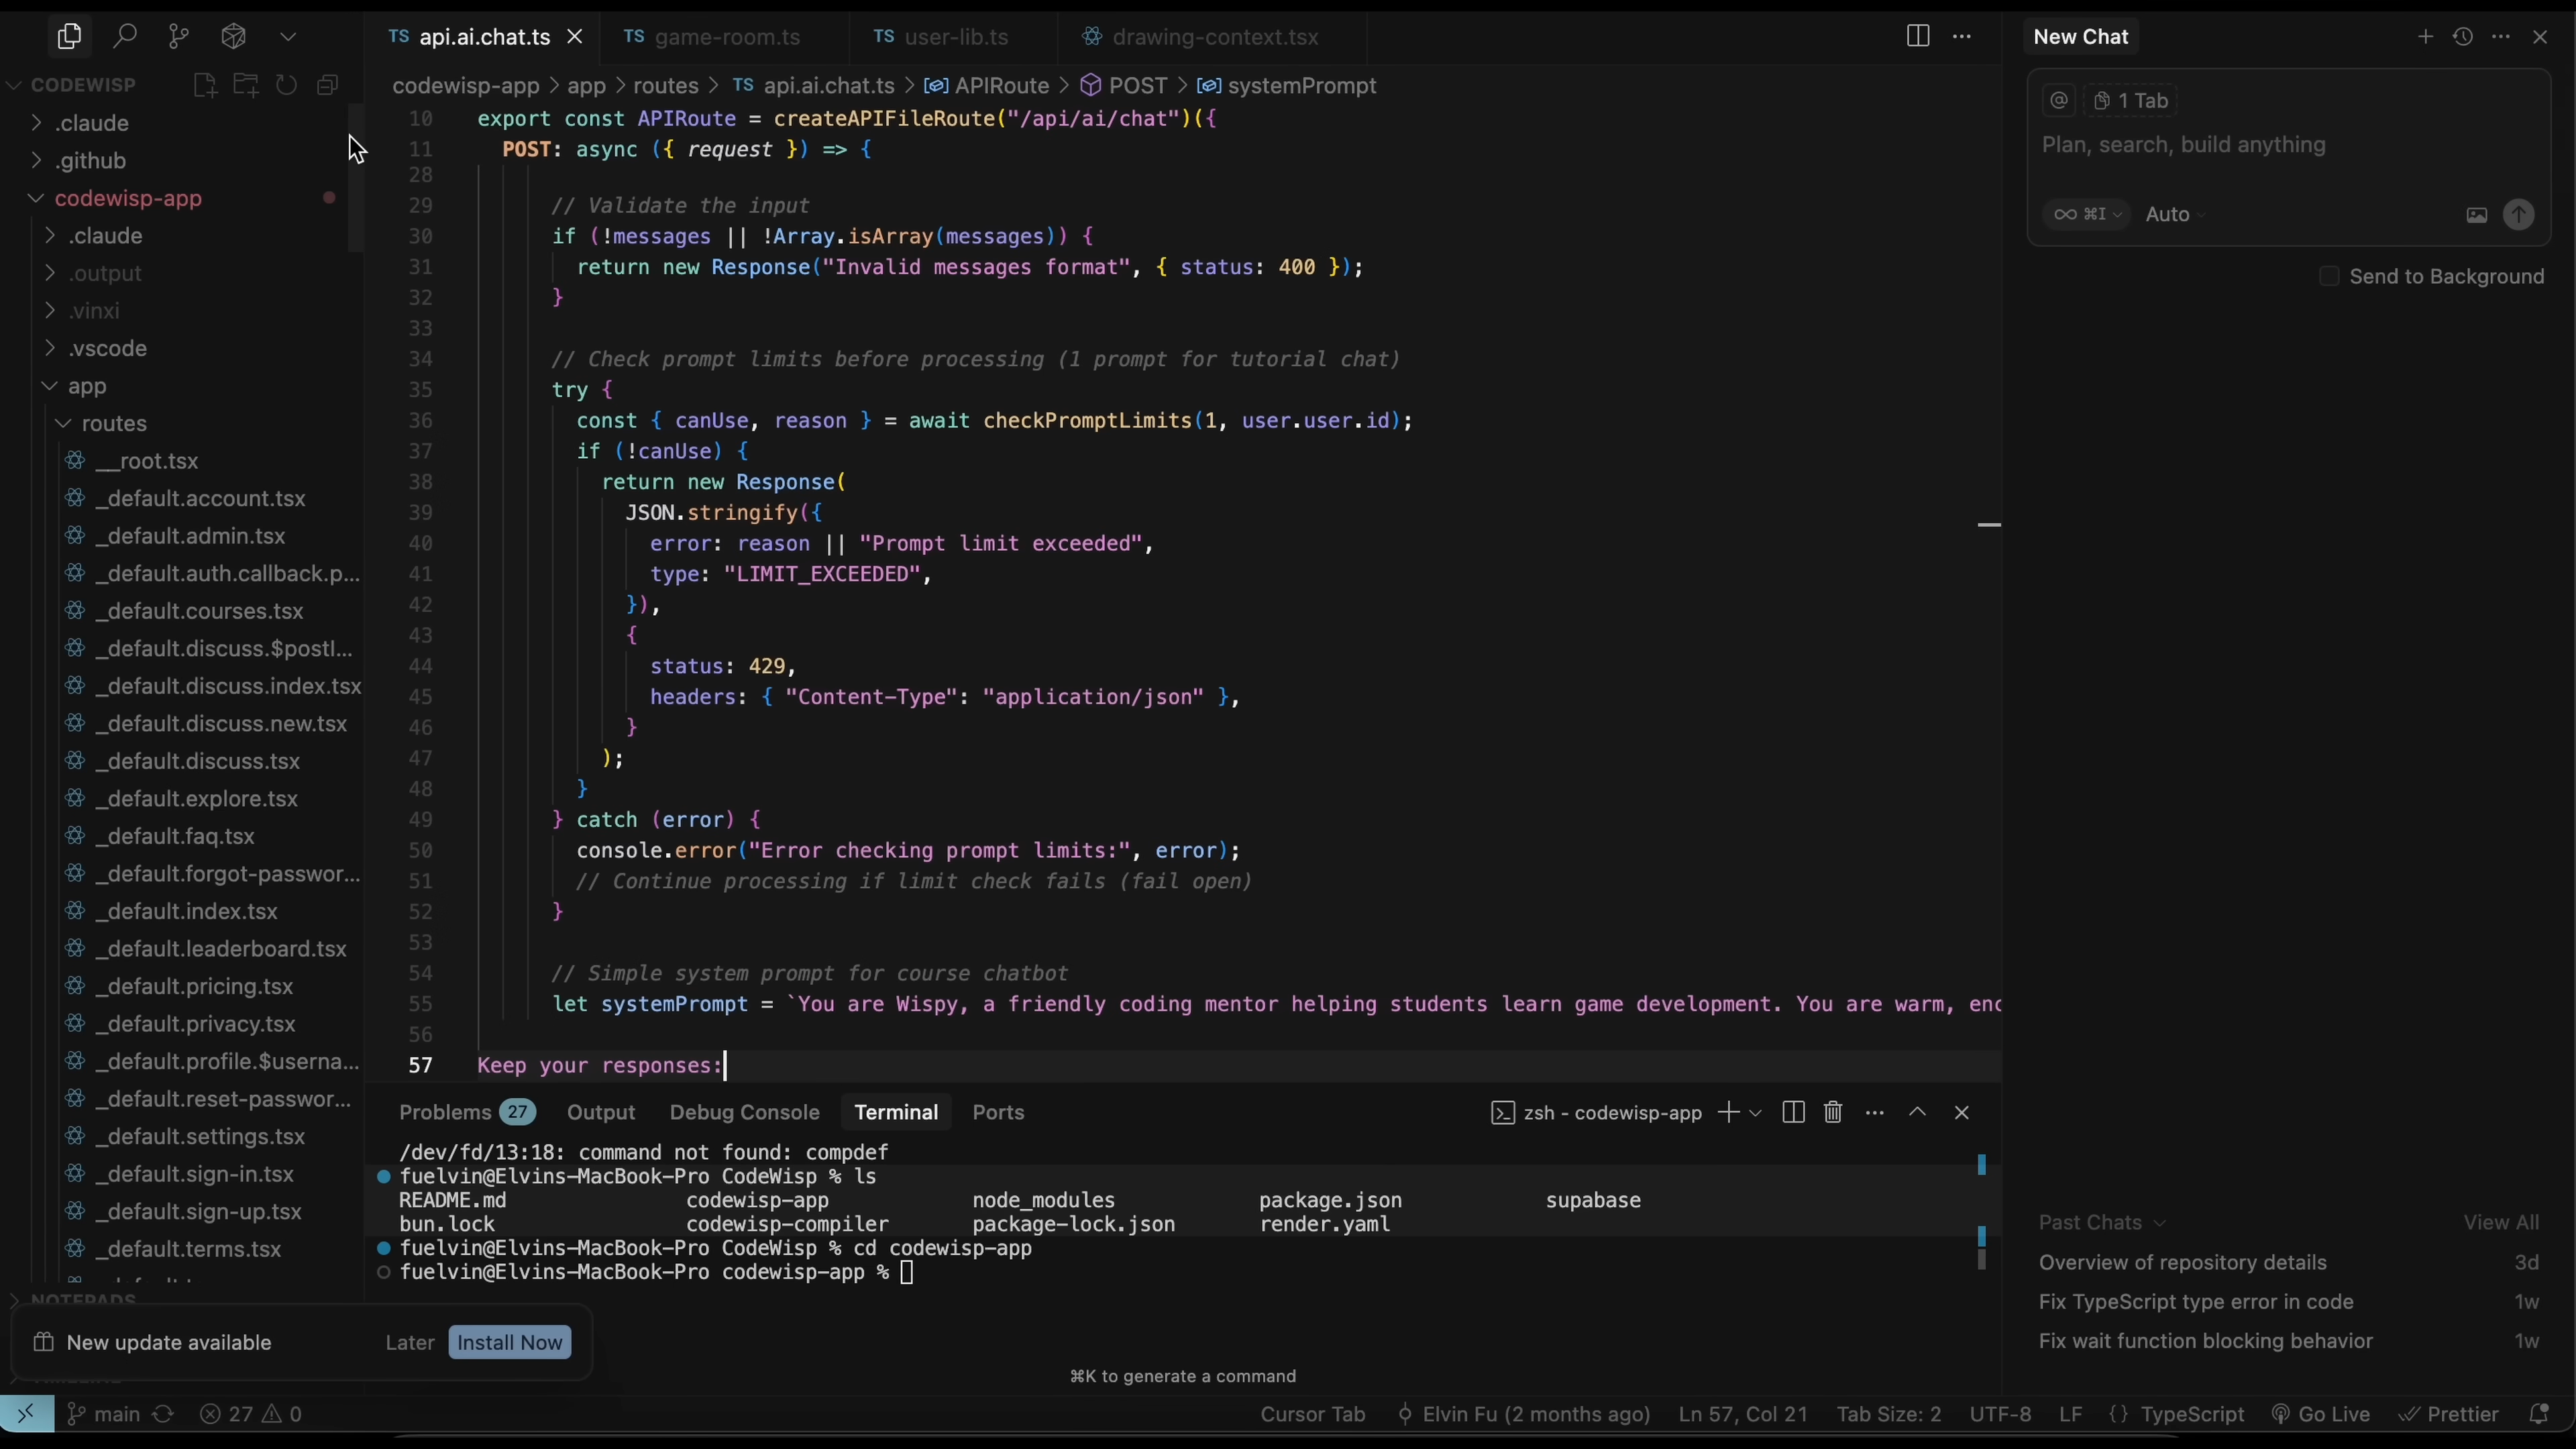 TS api.ai.chat.ts
TS game-room.ts
TS user-lib.ts
drawing-context.tsx
New Chat
CODEWISP
.claude
.github
codewisp-app
.claude
.output
.vinxi
.vscode
app
routes
__root.tsx
_default.account.tsx
_default.admin.tsx
_default.auth.callback.p...
_default.courses.tsx
_default.discuss.$postI...
_default.discuss.index.tsx
_default.discuss.new.tsx
_default.discuss.tsx
_default.explore.tsx
_default.faq.tsx
_default.forgot-passwor...
_default.index.tsx
_default.leaderboard.tsx
_default.pricing.tsx
_default.privacy.tsx
_default.profile.$userna...
_default.reset-passwor...
_default.settings.tsx
_default.sign-in.tsx
_default.sign-up.tsx
_default.terms.tsx
NOTEPADS
New update available Later Install Now
codewisp-app > app > routes > TS api.ai.chat.ts > APIRoute > POST > systemPrompt
10 export const APIRoute = createAPIFileRoute("/api/ai/chat")({
11 POST: async ({ request }) => {
28
29 // Validate the input
30 if (!messages || !Array.isArray(messages)) {
31 return new Response("Invalid messages format", { status: 400 });
32 }
33
34 // Check prompt limits before processing (1 prompt for tutorial chat)
35 try {
36 const { canUse, reason } = await checkPromptLimits(1, user.user.id);
37 if (!canUse) {
38 return new Response(
39 JSON.stringify({
40 error: reason || "Prompt limit exceeded",
41 type: "LIMIT_EXCEEDED",
42 }),
43 {
44 status: 429,
45 headers: { "Content-Type": "application/json" },
46 }
47 );
48 }
49 } catch (error) {
50 console.error("Error checking prompt limits:", error);
51 // Continue processing if limit check fails (fail open)
52 }
53
54 // Simple system prompt for course chatbot
55 let systemPrompt = `You are Wispy, a friendly coding mentor helping students learn game development. You are warm, enc
56
57 Keep your responses:
Problems 27 Output Debug Console Terminal Ports
zsh - codewisp-app
/dev/fd/13:18: command not found: compdef
fuelvin@Elvins-MacBook-Pro CodeWisp % ls
README.md codewisp-app node_modules package.json supabase
bun.lock codewisp-compiler package-lock.json render.yaml
fuelvin@Elvins-MacBook-Pro CodeWisp % cd codewisp-app
fuelvin@Elvins-MacBook-Pro codewisp-app %
⌘K to generate a command
@ 1 Tab
Plan, search, build anything
∞ ⌘I Auto
Send to Background
Past Chats View All
Overview of repository details 3d
Fix TypeScript type error in code 1w
Fix wait function blocking behavior 1w
main 27 0
Cursor Tab Elvin Fu (2 months ago) Ln 57, Col 21 Tab Size: 2 UTF-8 LF {} TypeScript Go Live Prettier